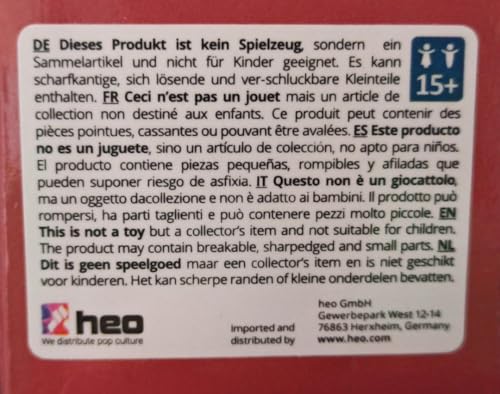 DE Dieses Produkt ist kein Spielzeug, sondern ein
Sammelartikel und nicht für Kinder geeignet. Es kann
scharfkantige, sich lösende und ver-schluckbare Kleinteile
enthalten. FR Ceci n'est pas un jouet mais un article de
collection non destiné aux enfants. Ce produit peut contenir des
pièces pointues, cassantes ou pouvant être avalées. ES Este producto
no es un juguete, sino un artículo de colección, no apto para niños.
El producto contiene piezas pequeñas, rompibles y afiladas que
pueden suponer riesgo de asfixia. IT Questo non è un giocattolo,
ma un oggetto dacollezione e non è adatto ai bambini. Il prodotto può
rompersi, ha parti taglienti e può contenere pezzi molto piccole. EN
This is not a toy but a collector's item and not suitable for children.
The product may contain breakable, sharpedged and small parts. NL
Dit is geen speelgoed maar een collector's item en is niet geschikt
voor kinderen. Het kan scherpe randen of kleine onderdelen bevatten.
15+
heo
We distribute pop culture
Imported and
distributed by
heo GmbH
Gewerbepark West 12-14
76863 Herxheim, Germany
www.heo.com